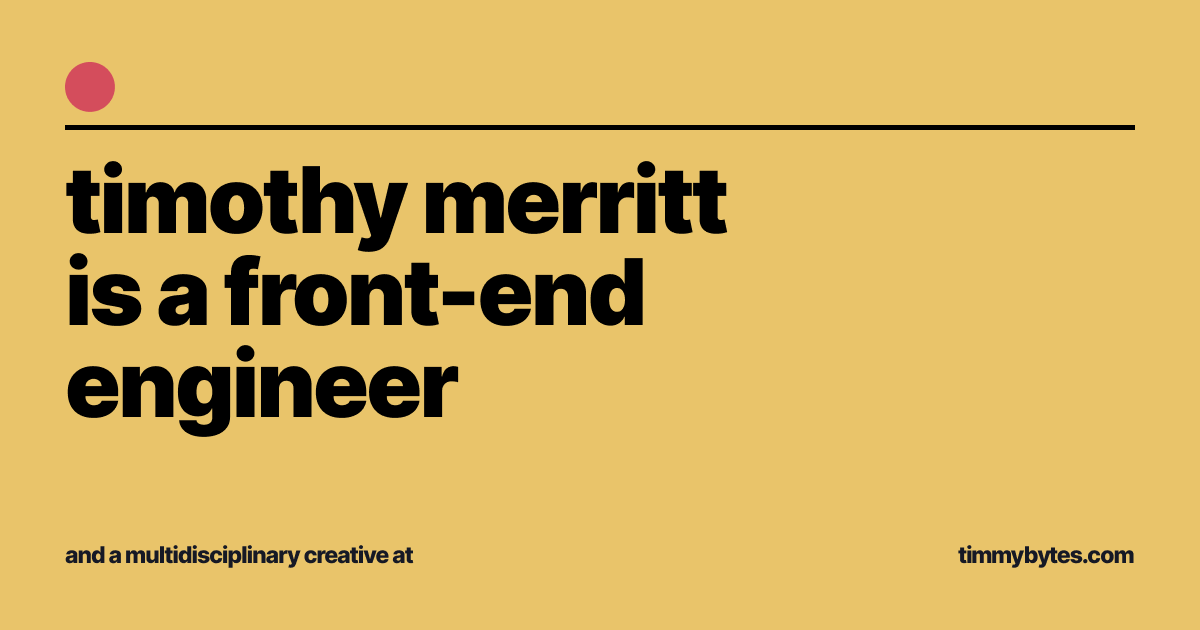 timothy merritt
is a front-end
engineer
and a multidisciplinary creative at
timmybytes.com